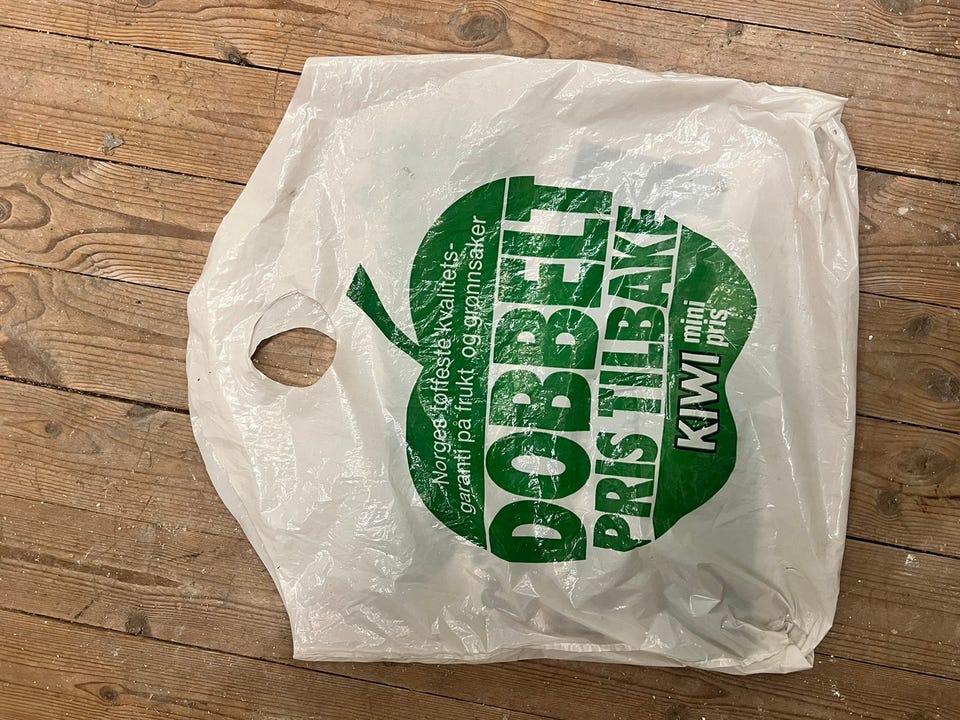 -Norges tøffeste kvalitets-
garanti på frukt og grønnsaker
DOBBELT
PRIS TILBAKE
KIWI mini
pris